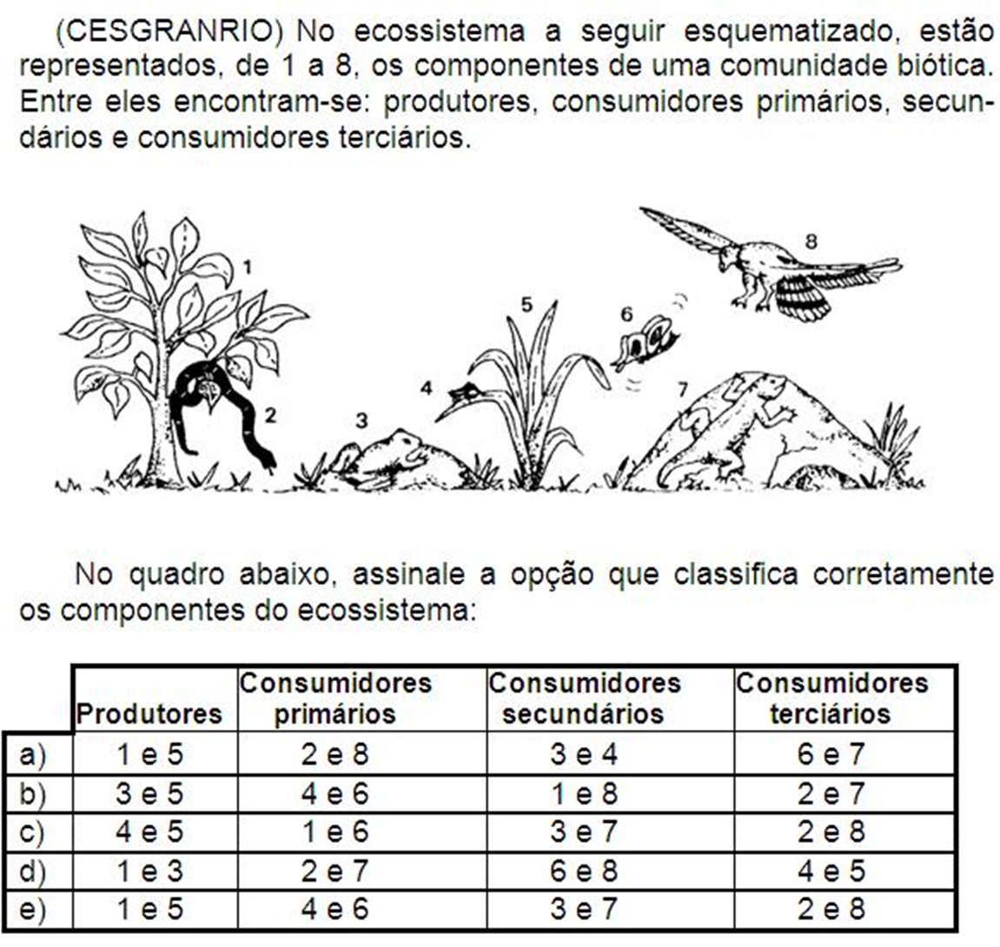 (CESGRANRIO) No ecossistema a seguir esquematizado, estão
representados, de 1 a 8, os componentes de uma comunidade biótica.
Entre eles encontram-se: produtores, consumidores primários, secun-
dários e consumidores terciários.
8
1
5
6
4
7
3
2
No quadro abaixo, assinale a opção que classifica corretamente
os componentes do ecossistema:
Produtores Consumidores primários Consumidores secundários Consumidores terciários
a) 1 e 5 2 e 8 3 e 4 6 e 7
b) 3 e 5 4 e 6 1 e 8 2 e 7
c) 4 e 5 1 e 6 3 e 7 2 e 8
d) 1 e 3 2 e 7 6 e 8 4 e 5
e) 1 e 5 4 e 6 3 e 7 2 e 8